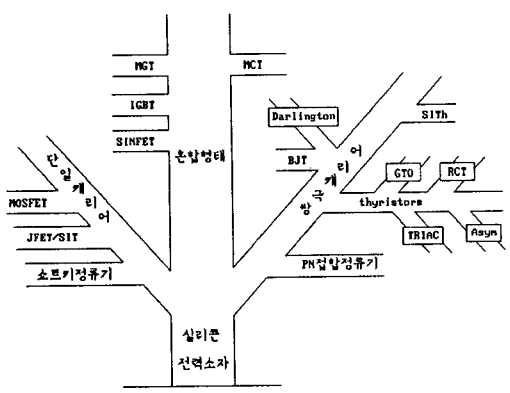 MGT
MCT
IGBT
SINFET
혼합형태
Darlington
SITh
BJT
GTO
RCT
단일캐리어
쌍극캐리어
MOSFET
thyristors
JFET/SIT
TRIAC
Asym
소트키정류기
PN접합정류기
실리콘
전력소자